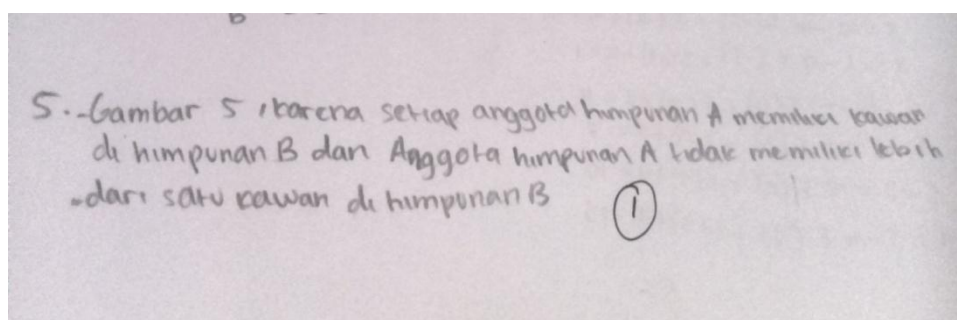 B
5. Gambar 5, karena setiap anggota himpunan A memiliki kawan
di himpunan B dan Anggota himpunan A tidak memiliki lebih
dari satu kawan di himpunan B
1